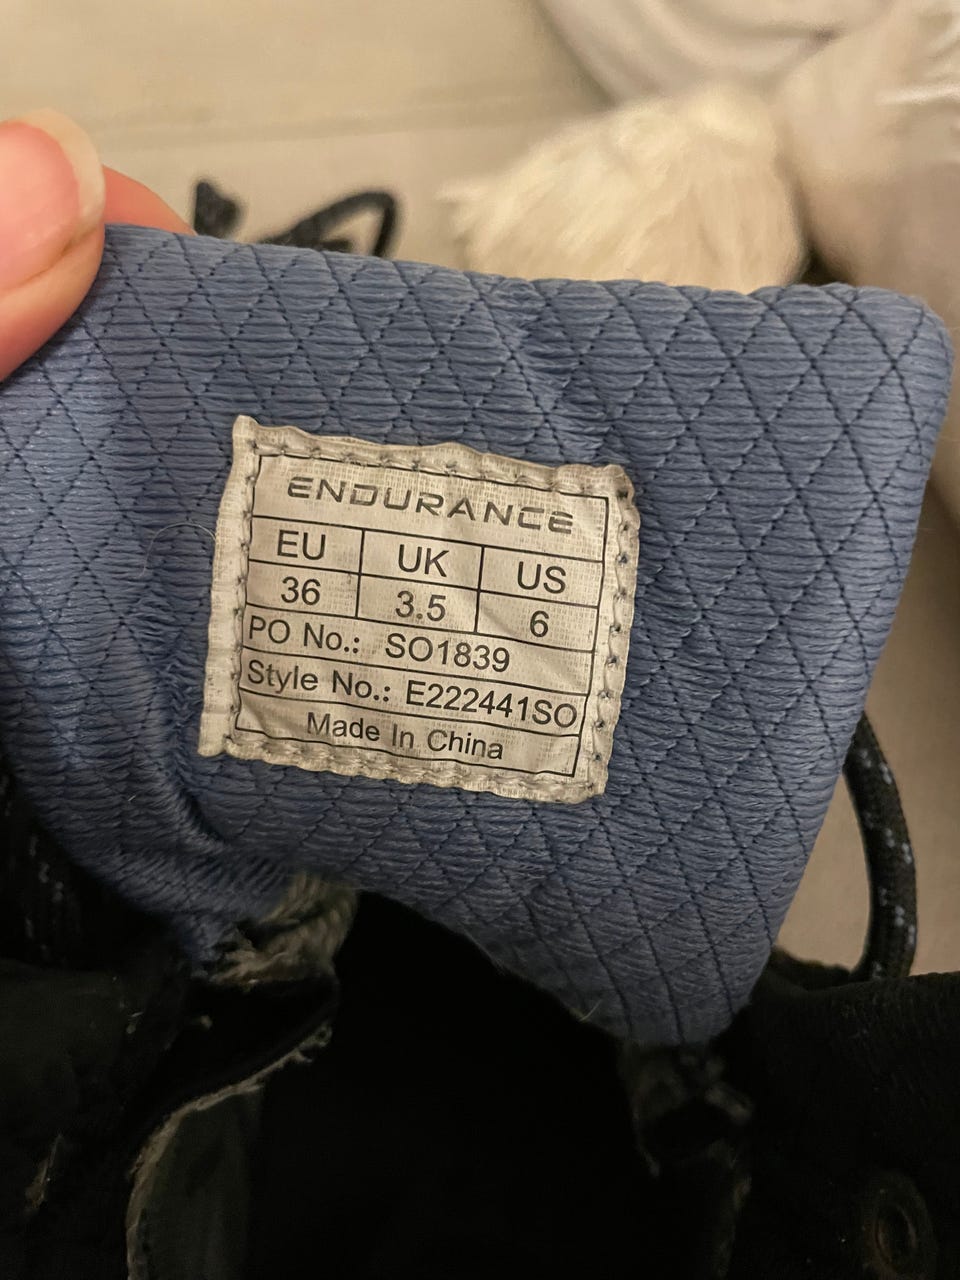 ENDURANCE
EU UK US
36 3.5 6
PO No.: SO1839
Style No.: E222441SO
Made In China